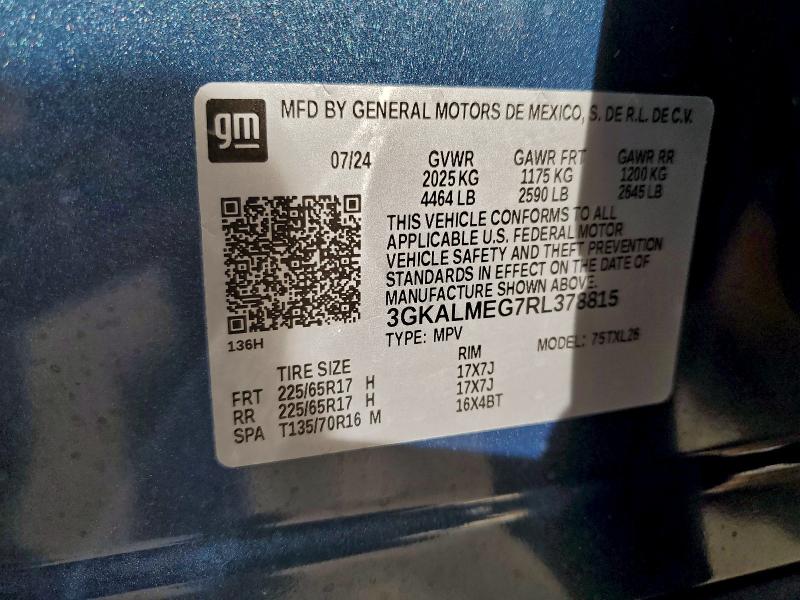 gm
MFD BY GENERAL MOTORS DE MEXICO, S. DE R.L. DE C.V.
07/24 GVWR GAWR FRT GAWR RR
2025 KG 1175 KG 1200 KG
4464 LB 2590 LB 2645 LB
THIS VEHICLE CONFORMS TO ALL
APPLICABLE U.S. FEDERAL MOTOR
VEHICLE SAFETY AND THEFT PREVENTION
STANDARDS IN EFFECT ON THE DATE OF
MANUFACTURE SHOWN ABOVE.
3GKALMEG7RL378815
136H
TYPE: MPV MODEL: 75TXL26
TIRE SIZE RIM
FRT 225/65R17 H 17X7J
RR 225/65R17 H 17X7J
SPA T135/70R16 M 16X4BT